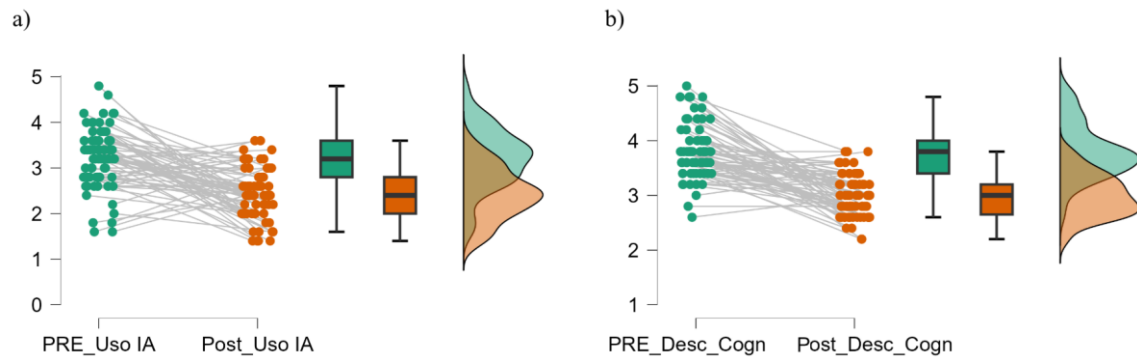 a)
5
4
3
2
1
0
PRE_Uso IA Post_Uso IA
b)
5
4
3
2
1
PRE_Desc_Cogn Post_Desc_Cogn